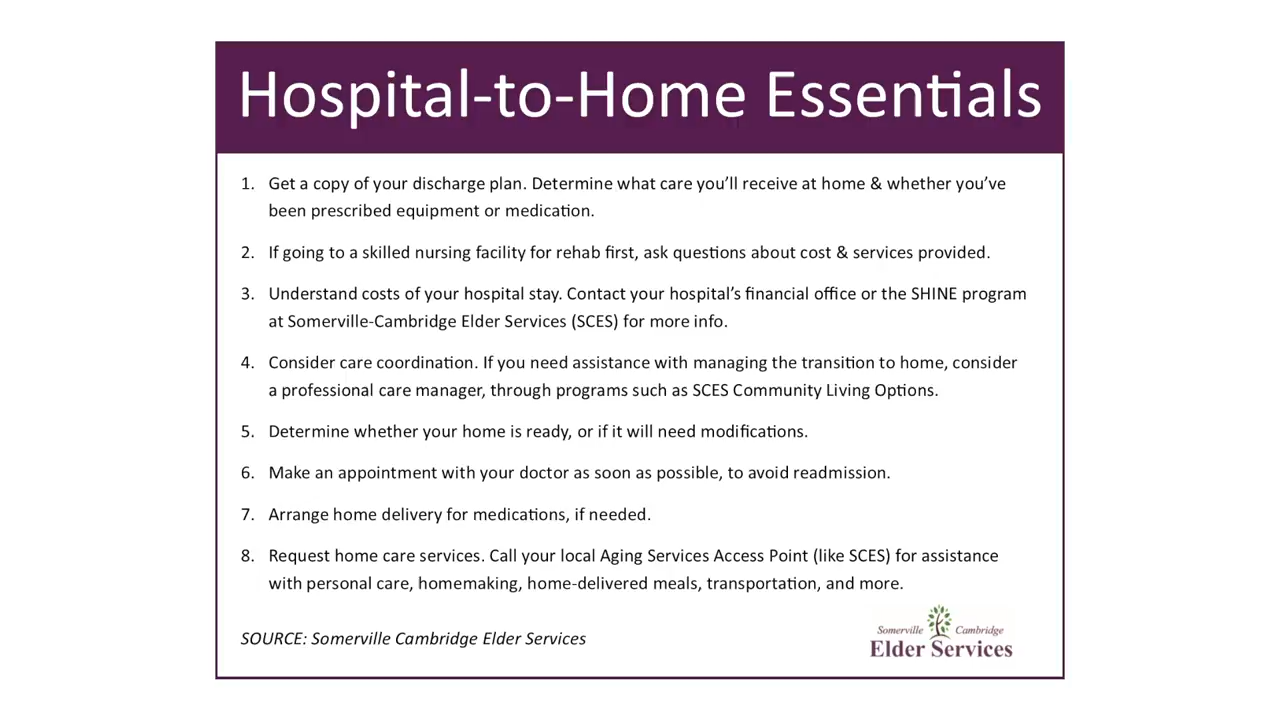 Hospital-to-Home Essentials
1. Get a copy of your discharge plan. Determine what care you’ll receive at home & whether you’ve
been prescribed equipment or medication.
2. If going to a skilled nursing facility for rehab first, ask questions about cost & services provided.
3. Understand costs of your hospital stay. Contact your hospital’s financial office or the SHINE program
at Somerville-Cambridge Elder Services (SCES) for more info.
4. Consider care coordination. If you need assistance with managing the transition to home, consider
a professional care manager, through programs such as SCES Community Living Options.
5. Determine whether your home is ready, or if it will need modifications.
6. Make an appointment with your doctor as soon as possible, to avoid readmission.
7. Arrange home delivery for medications, if needed.
8. Request home care services. Call your local Aging Services Access Point (like SCES) for assistance
with personal care, homemaking, home-delivered meals, transportation, and more.
SOURCE: Somerville Cambridge Elder Services
Somerville Cambridge
Elder Services